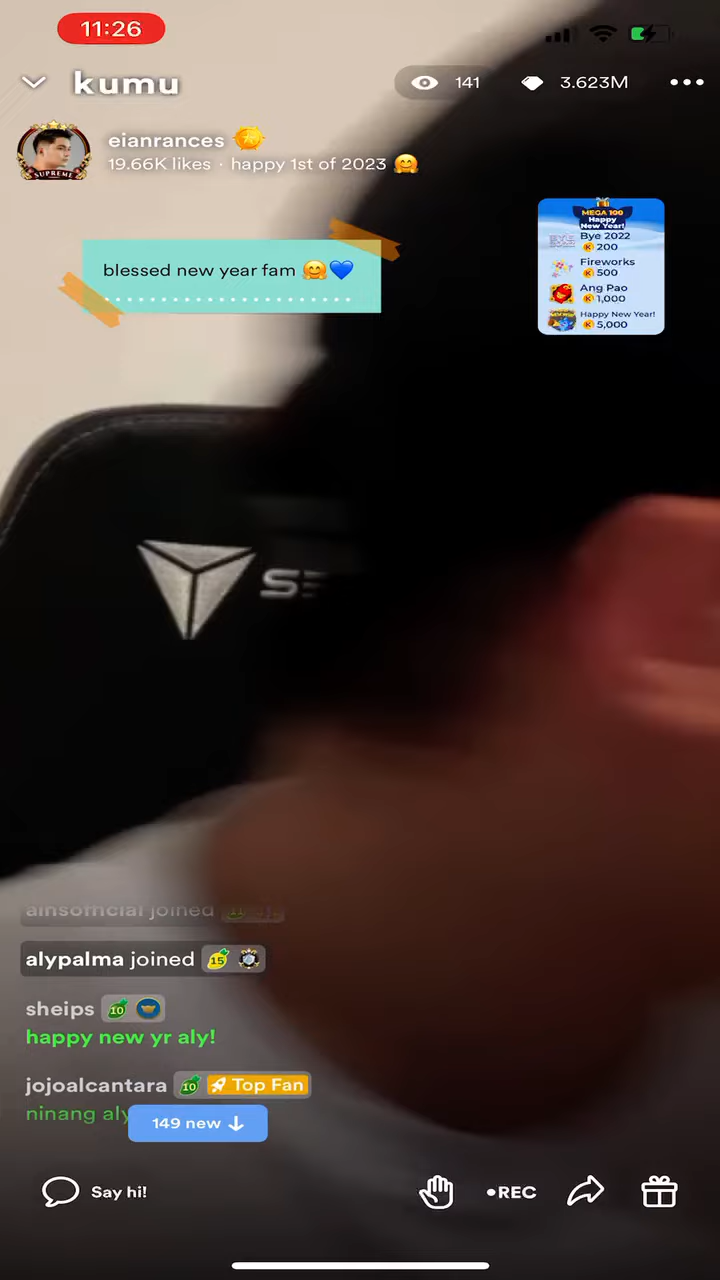 11:26
kumu
141
3.623M
eianrances
19.66K likes · happy 1st of 2023 🤗
SUPREME
blessed new year fam 🤗💙
MEGA 100
Happy
New Year!
Bye 2022
K 200
Fireworks
K 500
Ang Pao
K 1,000
Happy New Year!
K 5,000
ainsofficial joined
alypalma joined 15
sheips 10
happy new yr aly!
jojoalcantara 10 Top Fan
ninang aly
149 new ↓
Say hi!
•REC